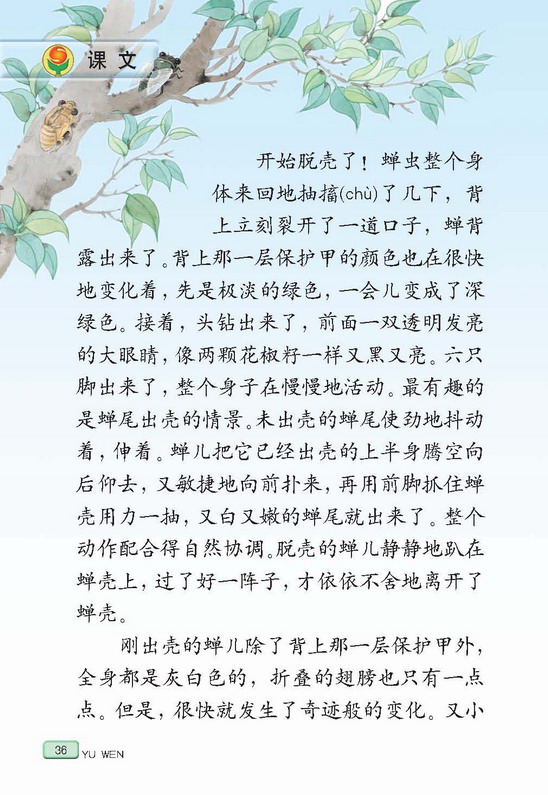 课文
开始脱壳了！蝉虫整个身
体来回地抽搐(chù)了几下，背
上立刻裂开了一道口子，蝉背
露出来了。背上那一层保护甲的颜色也在很快
地变化着，先是极淡的绿色，一会儿变成了深
绿色。接着，头钻出来了，前面一双透明发亮
的大眼睛，像两颗花椒籽一样又黑又亮。六只
脚出来了，整个身子在慢慢地活动。最有趣的
是蝉尾出壳的情景。未出壳的蝉尾使劲地抖动
着，伸着。蝉儿把它已经出壳的上半身腾空向
后仰去，又敏捷地向前扑来，再用前脚抓住蝉
壳用力一抽，又白又嫩的蝉尾就出来了。整个
动作配合得自然协调。脱壳的蝉儿静静地趴在
蝉壳上，过了好一阵子，才依依不舍地离开了
蝉壳。
刚出壳的蝉儿除了背上那一层保护甲外，
全身都是灰白色的，折叠的翅膀也只有一点
点。但是，很快就发生了奇迹般的变化。又小
36
YU WEN